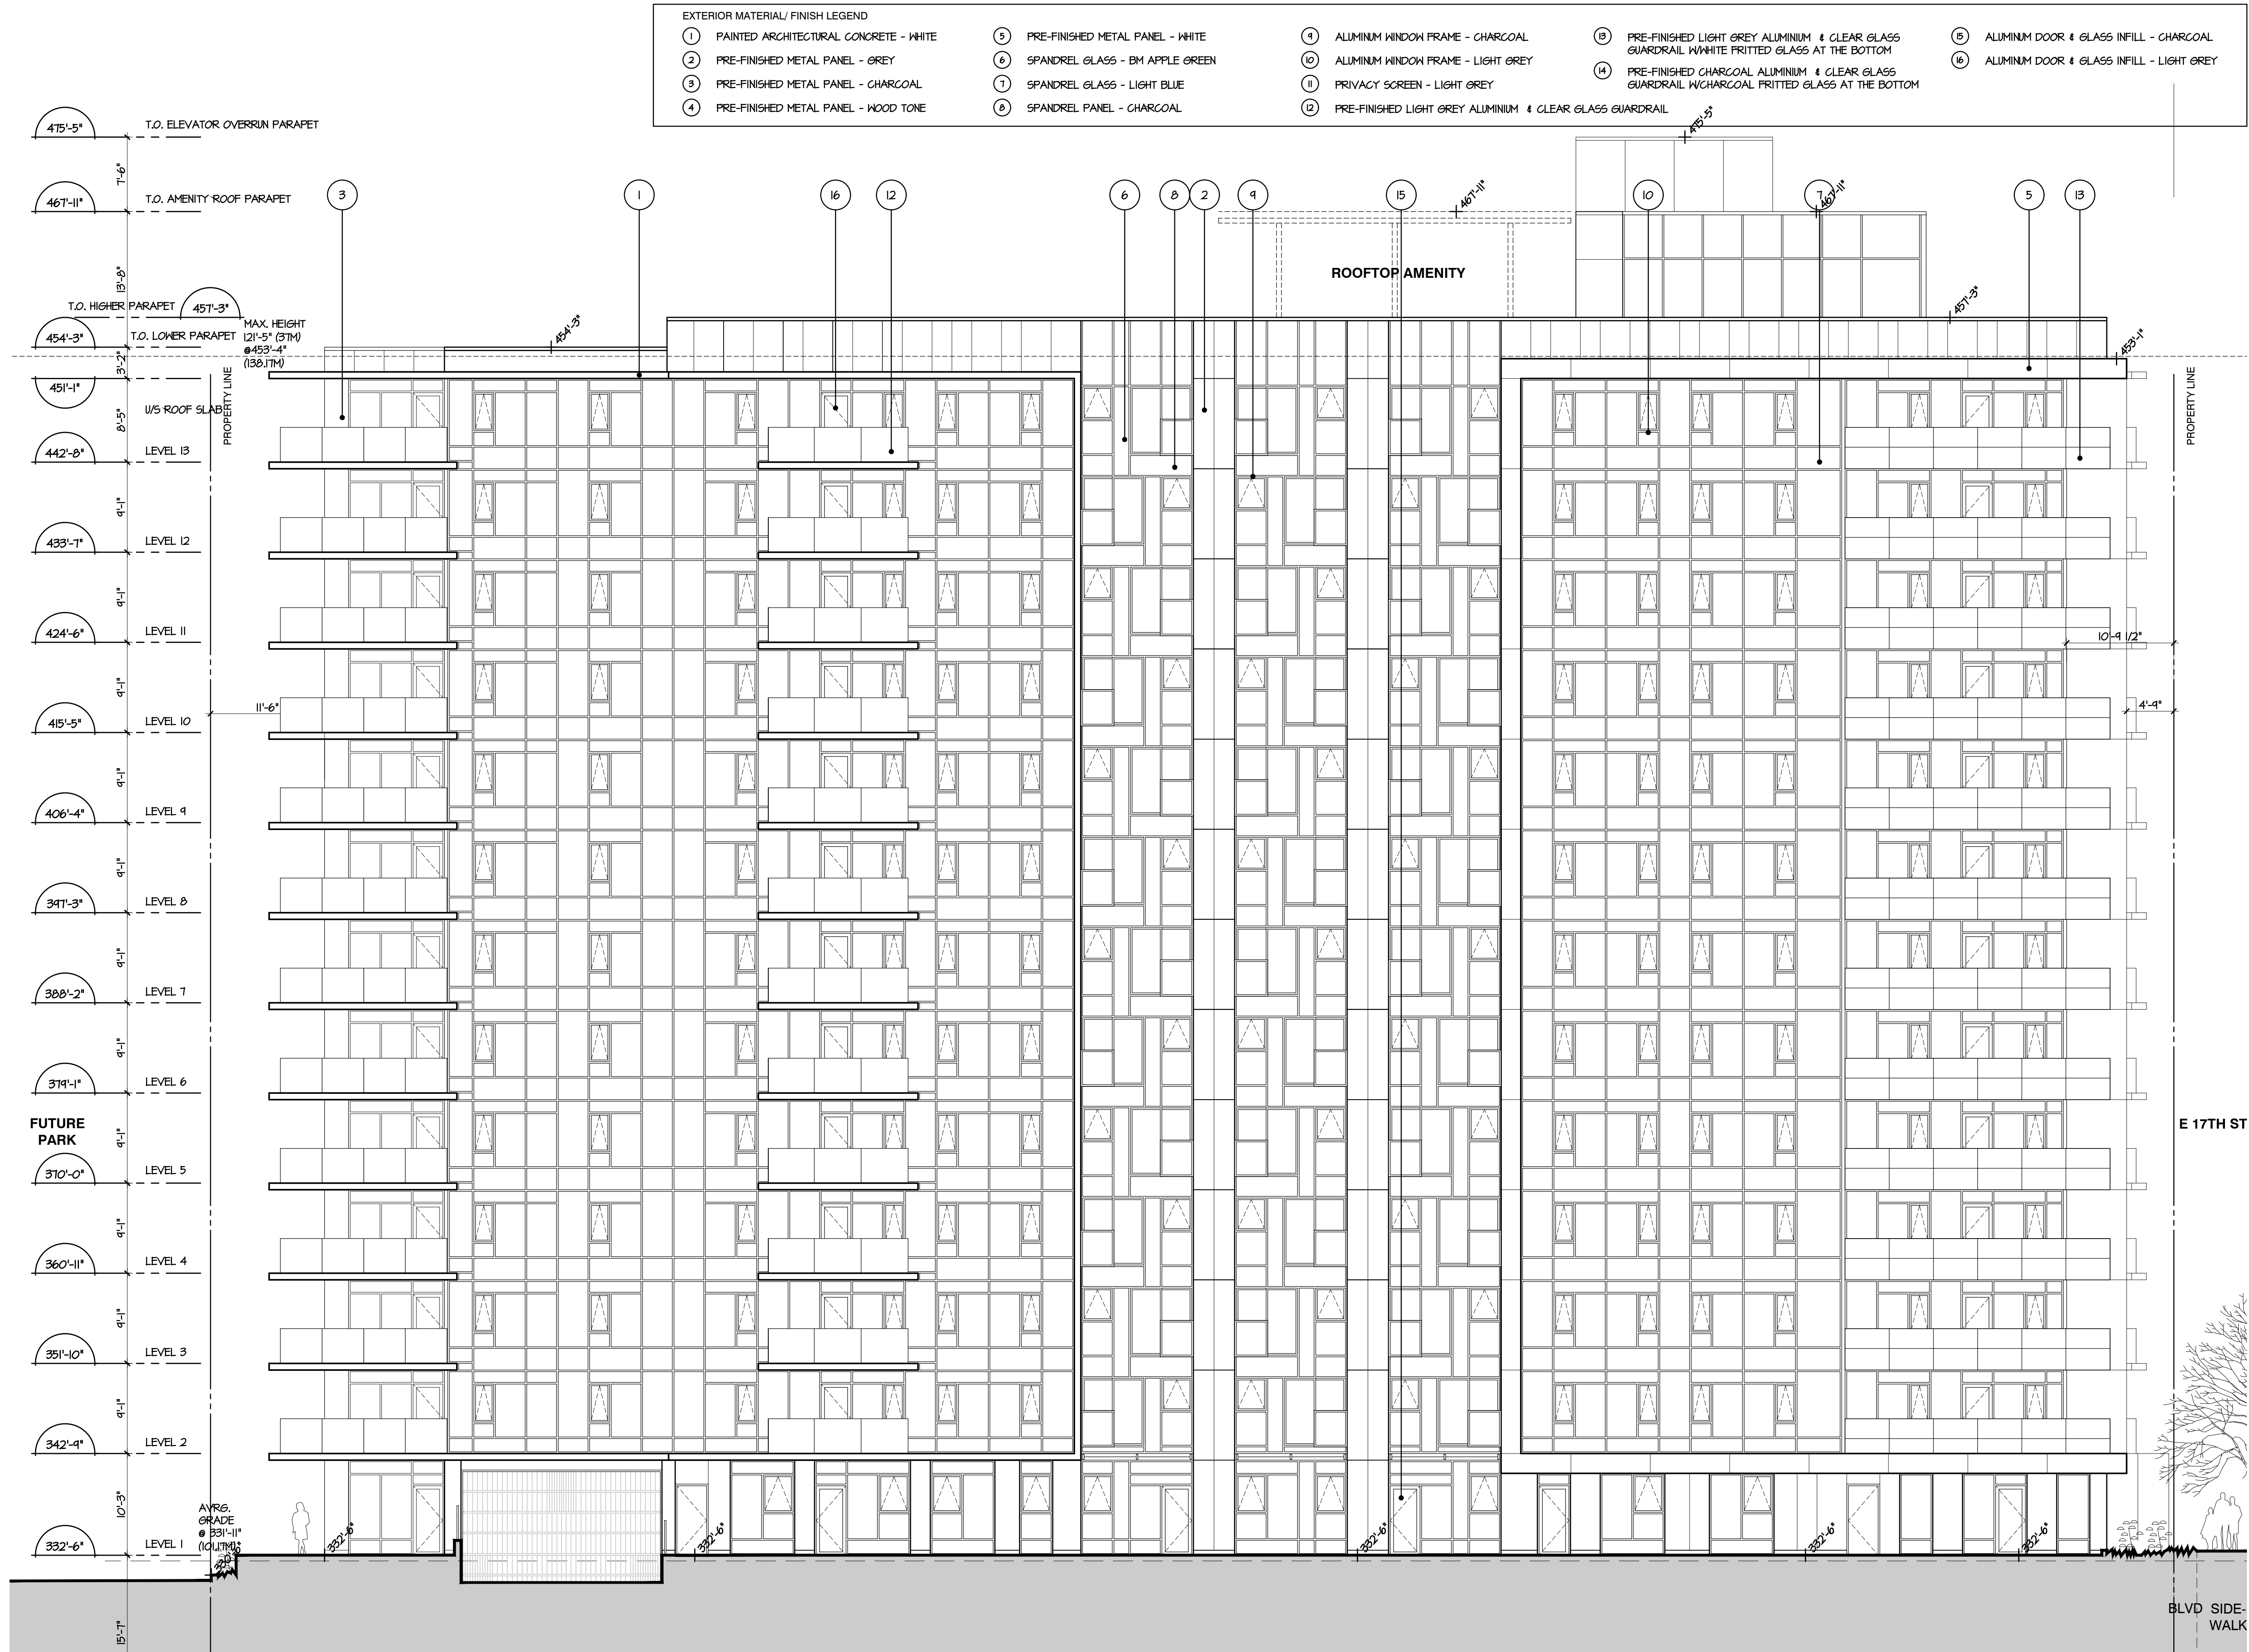 EXTERIOR MATERIAL/ FINISH LEGEND
1 PAINTED ARCHITECTURAL CONCRETE - WHITE
2 PRE-FINISHED METAL PANEL - GREY
3 PRE-FINISHED METAL PANEL - CHARCOAL
4 PRE-FINISHED METAL PANEL - WOOD TONE
5 PRE-FINISHED METAL PANEL - WHITE
6 SPANDREL GLASS - BM APPLE GREEN
7 SPANDREL GLASS - LIGHT BLUE
8 SPANDREL PANEL - CHARCOAL
9 ALUMINUM WINDOW FRAME - CHARCOAL
10 ALUMINUM WINDOW FRAME - LIGHT GREY
11 PRIVACY SCREEN - LIGHT GREY
12 PRE-FINISHED LIGHT GREY ALUMINIUM & CLEAR GLASS GUARDRAIL
13 PRE-FINISHED LIGHT GREY ALUMINIUM & CLEAR GLASS
GUARDRAIL W/WHITE FRITTED GLASS AT THE BOTTOM
14 PRE-FINISHED CHARCOAL ALUMINIUM & CLEAR GLASS
GUARDRAIL W/CHARCOAL FRITTED GLASS AT THE BOTTOM
15 ALUMINUM DOOR & GLASS INFILL - CHARCOAL
16 ALUMINUM DOOR & GLASS INFILL - LIGHT GREY
475'-5" T.O. ELEVATOR OVERRUN PARAPET
475'-5"
7'-6"
467'-11" T.O. AMENITY ROOF PARAPET
3 1 16 12 6 8 2 9 15 10 7 5 13
467'-11"
467'-11"
13'-8"
ROOFTOP AMENITY
T.O. HIGHER PARAPET 457'-3"
457'-3"
454'-3" T.O. LOWER PARAPET
454'-3"
453'-1"
MAX. HEIGHT
121'-5" (37M)
@453'-4"
(138.17M)
3'-2"
451'-1" U/S ROOF SLAB
PROPERTY LINE
PROPERTY LINE
8'-5"
442'-8" LEVEL 13
9'-1"
433'-7" LEVEL 12
9'-1"
424'-6" LEVEL 11
10'-9 1/2"
9'-1"
11'-6"
4'-9"
415'-5" LEVEL 10
9'-1"
406'-4" LEVEL 9
9'-1"
397'-3" LEVEL 8
9'-1"
388'-2" LEVEL 7
9'-1"
379'-1" LEVEL 6
FUTURE
PARK
E 17TH ST
9'-1"
370'-0" LEVEL 5
9'-1"
360'-11" LEVEL 4
9'-1"
351'-10" LEVEL 3
9'-1"
342'-9" LEVEL 2
10'-3"
AVRG.
GRADE
@ 331'-11"
332'-6" LEVEL 1
332'-6"
332'-6"
332'-6"
332'-6"
332'-6"
BLVD SIDE-
WALK
15'-7"